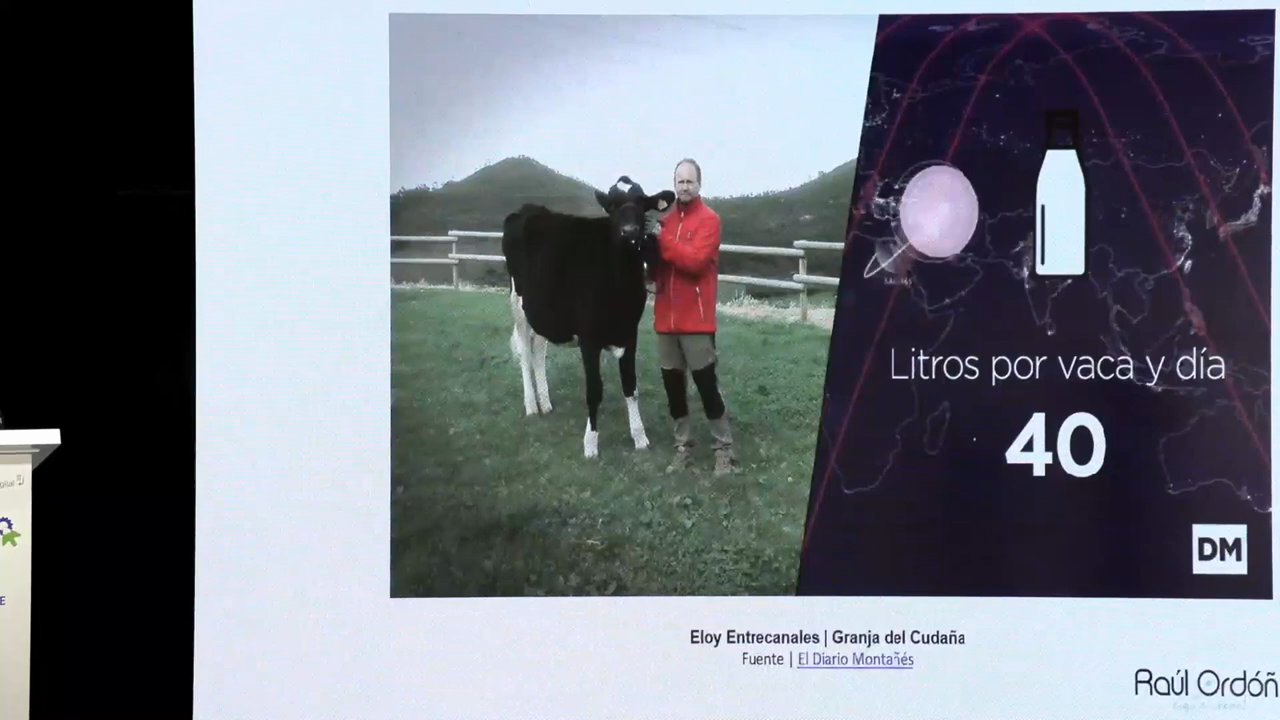 Litros por vaca y día
40
DM
Eloy Entrecanales | Granja del Cudaña
Fuente | El Diario Montañés
Raúl Ordóñ
E